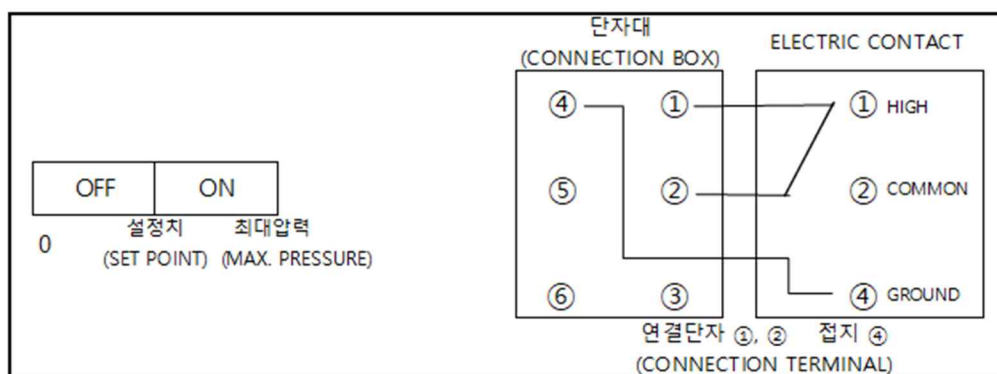 단자대
(CONNECTION BOX)
ELECTRIC CONTACT
④ ① ① HIGH
OFF ON
⑤ ② ② COMMON
0 설정치 최대압력
(SET POINT) (MAX. PRESSURE)
⑥ ③ ④ GROUND
연결단자 ①, ② 접지 ④
(CONNECTION TERMINAL)